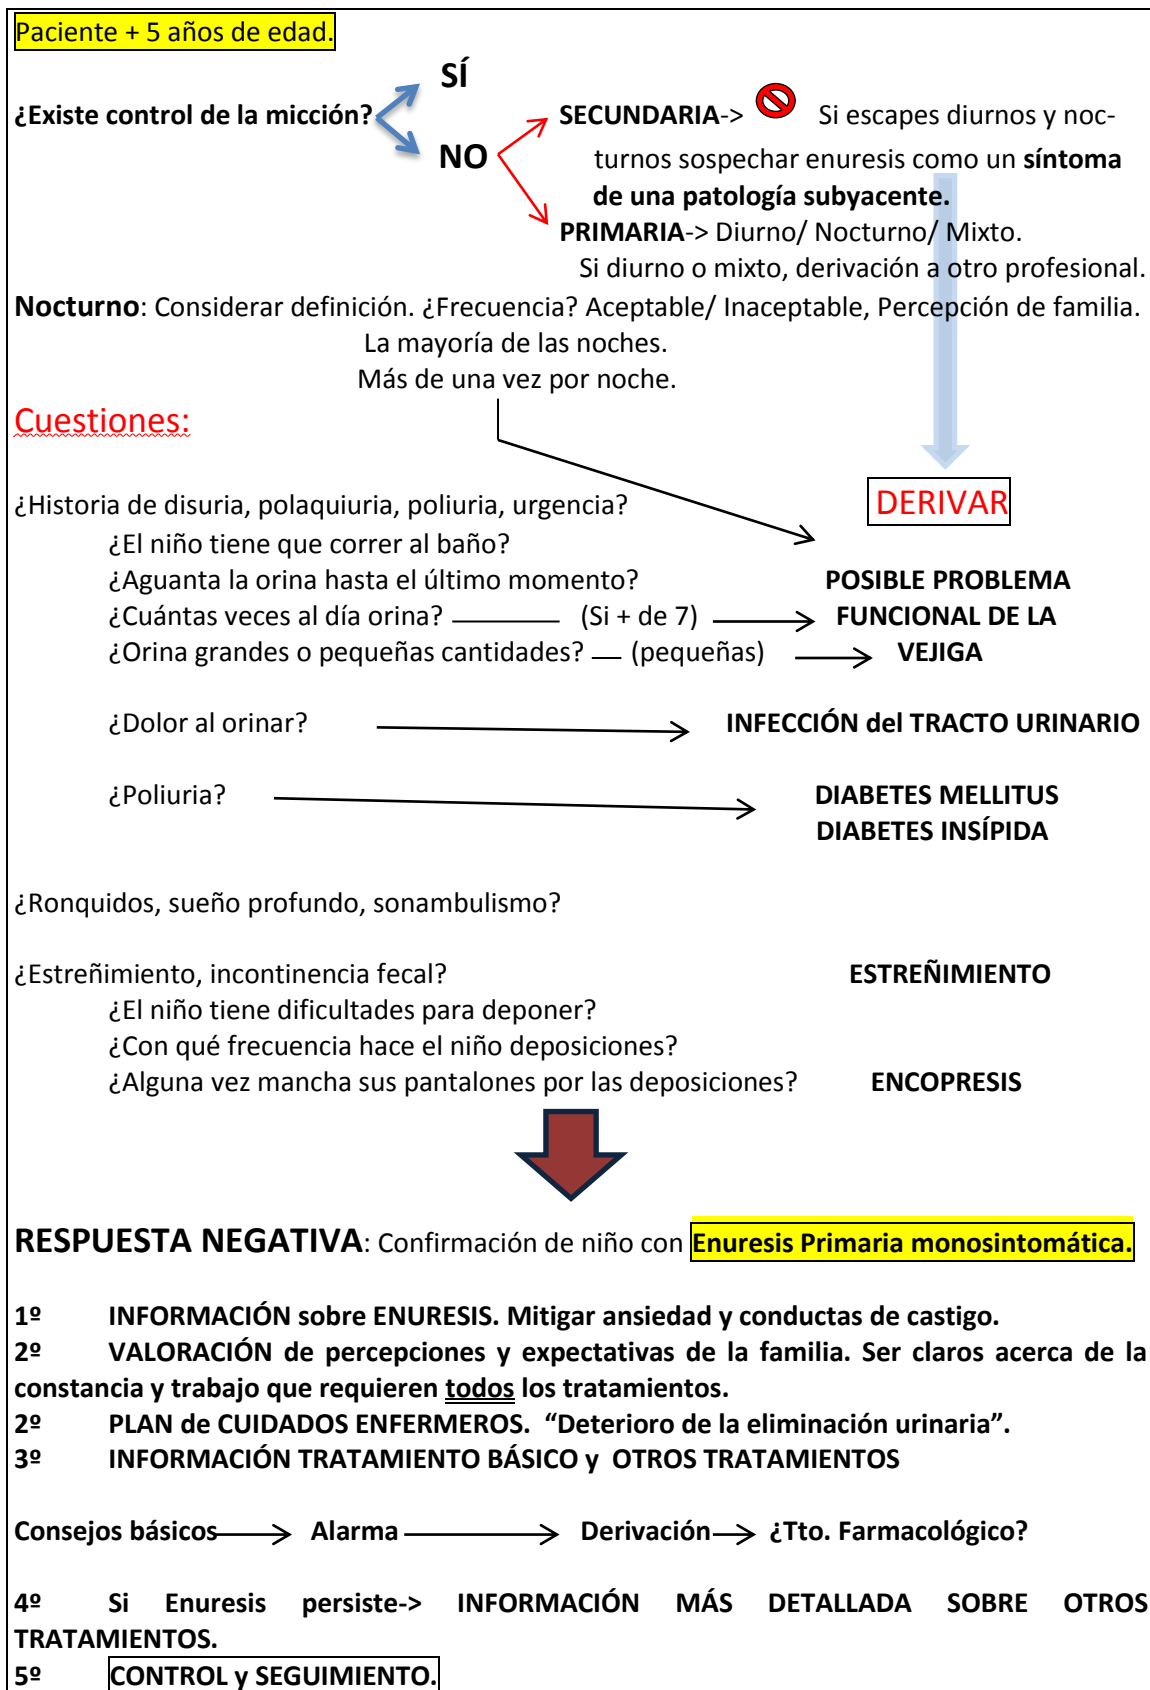 Paciente + 5 años de edad.
SÍ
¿Existe control de la micción?
NO
SECUNDARIA-> Si escapes diurnos y noc-
turnos sospechar enuresis como un síntoma
de una patología subyacente.
PRIMARIA-> Diurno/ Nocturno/ Mixto.
Si diurno o mixto, derivación a otro profesional.
Nocturno: Considerar definición. ¿Frecuencia? Aceptable/ Inaceptable, Percepción de familia.
La mayoría de las noches.
Más de una vez por noche.
Cuestiones:
DERIVAR
¿Historia de disuria, polaquiuria, poliuria, urgencia?
¿El niño tiene que correr al baño?
¿Aguanta la orina hasta el último momento? POSIBLE PROBLEMA
¿Cuántas veces al día orina? (Si + de 7) FUNCIONAL DE LA
¿Orina grandes o pequeñas cantidades? (pequeñas) VEJIGA
¿Dolor al orinar? INFECCIÓN del TRACTO URINARIO
¿Poliuria? DIABETES MELLITUS
DIABETES INSÍPIDA
¿Ronquidos, sueño profundo, sonambulismo?
¿Estreñimiento, incontinencia fecal? ESTREÑIMIENTO
¿El niño tiene dificultades para deponer?
¿Con qué frecuencia hace el niño deposiciones?
¿Alguna vez mancha sus pantalones por las deposiciones? ENCOPRESIS
RESPUESTA NEGATIVA: Confirmación de niño con Enuresis Primaria monosintomática.
1º INFORMACIÓN sobre ENURESIS. Mitigar ansiedad y conductas de castigo.
2º VALORACIÓN de percepciones y expectativas de la familia. Ser claros acerca de la
constancia y trabajo que requieren todos los tratamientos.
2º PLAN de CUIDADOS ENFERMEROS. “Deterioro de la eliminación urinaria”.
3º INFORMACIÓN TRATAMIENTO BÁSICO y OTROS TRATAMIENTOS
Consejos básicos Alarma Derivación ¿Tto. Farmacológico?
4º Si Enuresis persiste-> INFORMACIÓN MÁS DETALLADA SOBRE OTROS
TRATAMIENTOS.
5º CONTROL y SEGUIMIENTO.